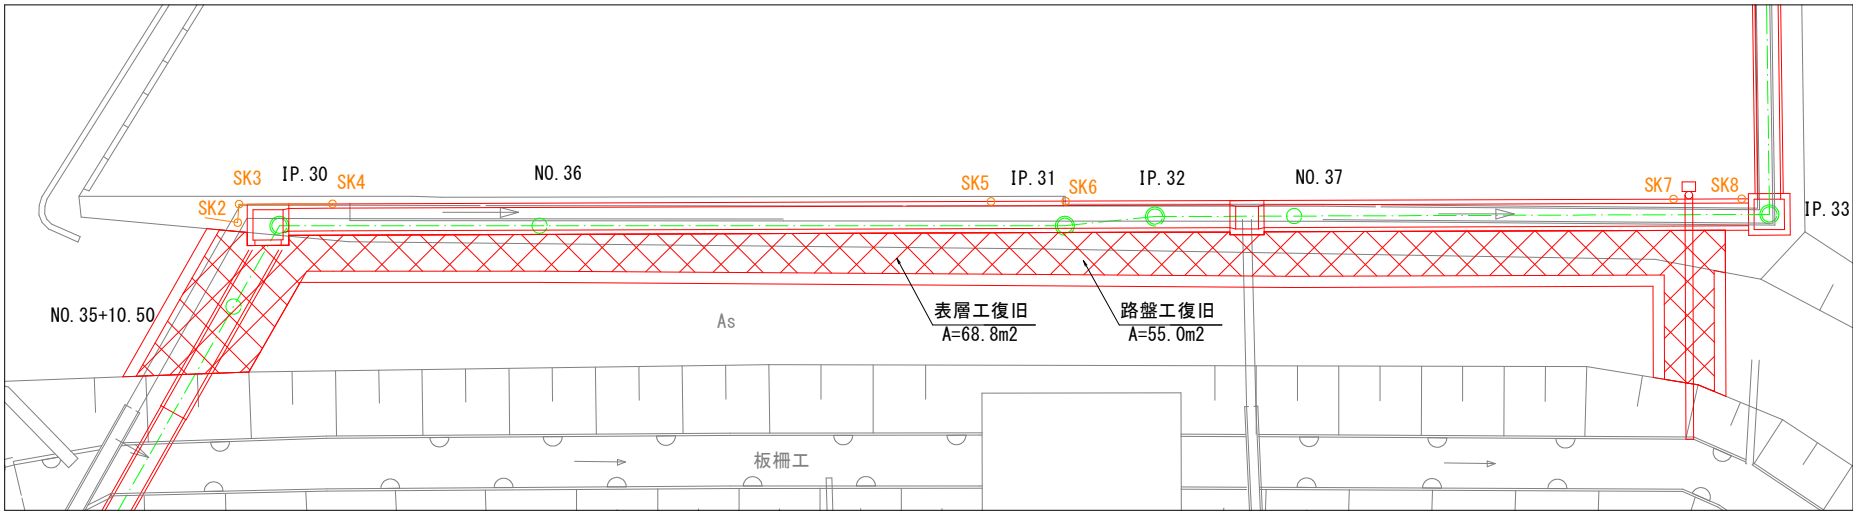 SK3
IP.30
SK4
NO.36
SK5
IP.31
SK6
IP.32
NO.37
SK7
SK8
IP.33
SK2
NO.35+10.50
As
表層工復旧
A=68.8m2
路盤工復旧
A=55.0m2
板柵工